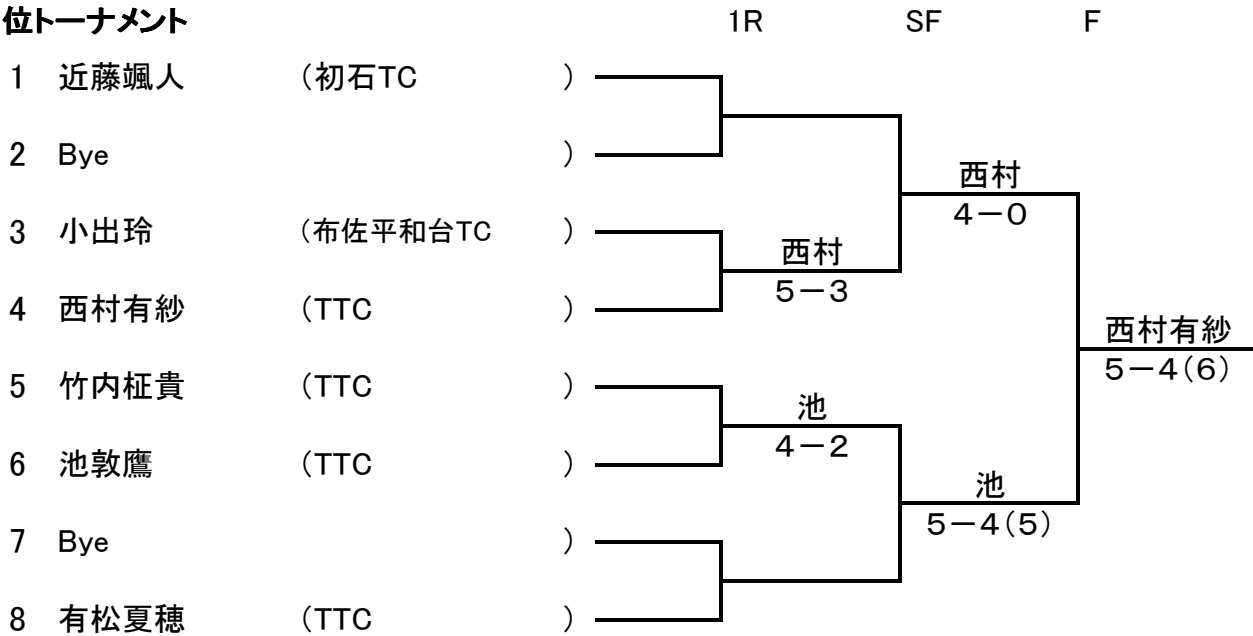 位トーナメント 1R SF F
1 近藤颯人 (初石TC )
2 Bye )
西村
4－0
3 小出玲 (布佐平和台TC )
西村
5－3
4 西村有紗 (TTC )
西村有紗
5－4(6)
5 竹内柾貴 (TTC )
池
4－2
6 池敦鷹 (TTC )
池
5－4(5)
7 Bye )
8 有松夏穂 (TTC )